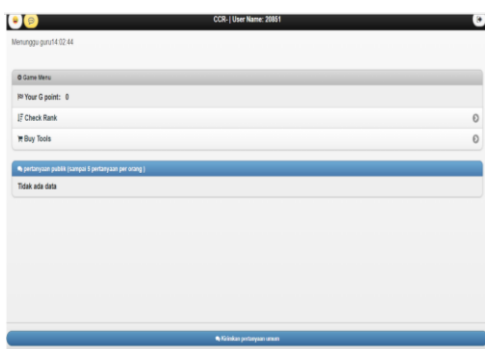 CCR- | User Name: 20851
Menunggu guru14:02:44
Game Menu
Your G point: 0
Check Rank
Buy Tools
pertanyaan publik (sampai 5 pertanyaan per orang )
Tidak ada data
Kirimkan pertanyaan umum